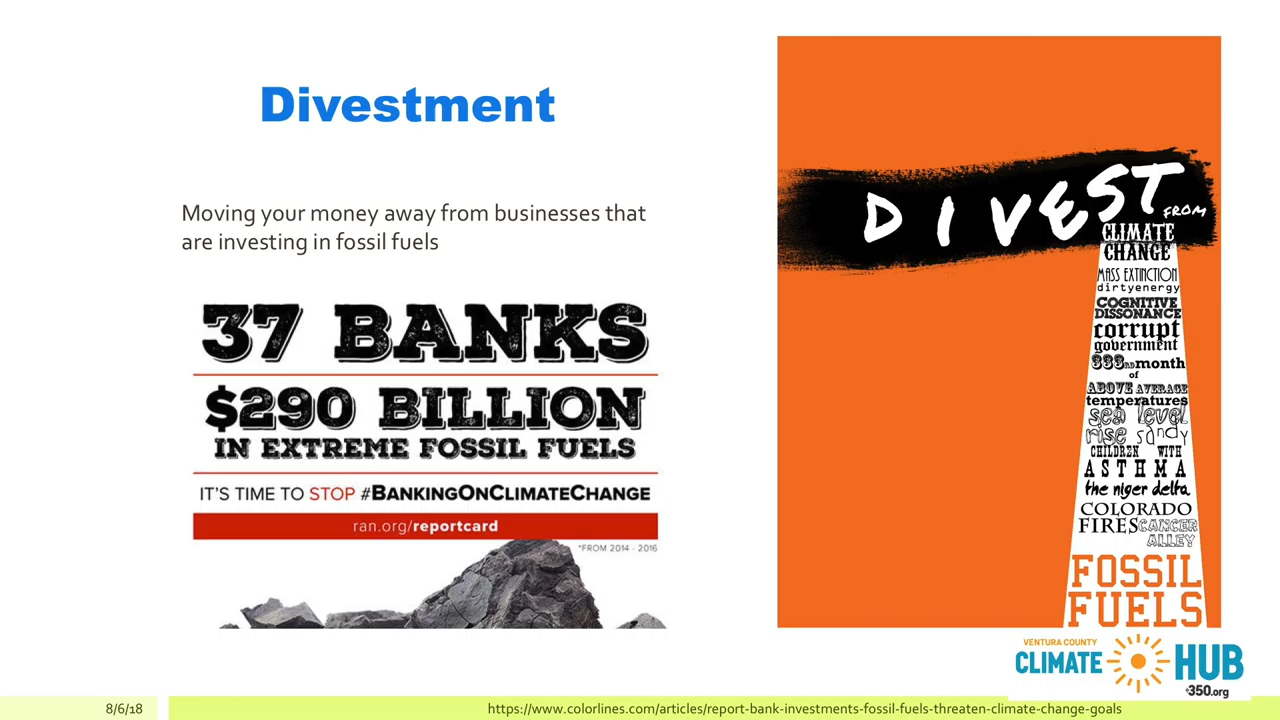 Divestment
Moving your money away from businesses that
are investing in fossil fuels
37 BANKS
$290 BILLION
IN EXTREME FOSSIL FUELS
IT'S TIME TO STOP #BANKINGONCLIMATECHANGE
ran.org/reportcard
*FROM 2014 - 2016
DIVEST
FROM
CLIMATE
CHANGE
MASS EXTINCTION
dirtyenergy
COGNITIVE
DISSONANCE
corrupt
government
333RD month
of
ABOVE AVERAGE
temperatures
sea level
rise sandy
CHILDREN WITH
ASTHMA
the niger delta
COLORADO
FIRES CANCER
ALLEY
FOSSIL
FUELS
VENTURA COUNTY
CLIMATE HUB
350.org
8/6/18
https://www.colorlines.com/articles/report-bank-investments-fossil-fuels-threaten-climate-change-goals